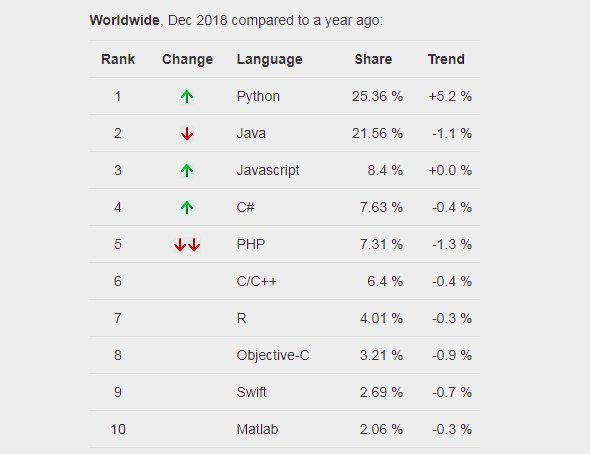 Worldwide, Dec 2018 compared to a year ago:
Rank Change Language Share Trend
1 Python 25.36 % +5.2 %
2 Java 21.56 % -1.1 %
3 Javascript 8.4 % +0.0 %
4 C# 7.63 % -0.4 %
5 PHP 7.31 % -1.3 %
6 C/C++ 6.4 % -0.4 %
7 R 4.01 % -0.3 %
8 Objective-C 3.21 % -0.9 %
9 Swift 2.69 % -0.7 %
10 Matlab 2.06 % -0.3 %